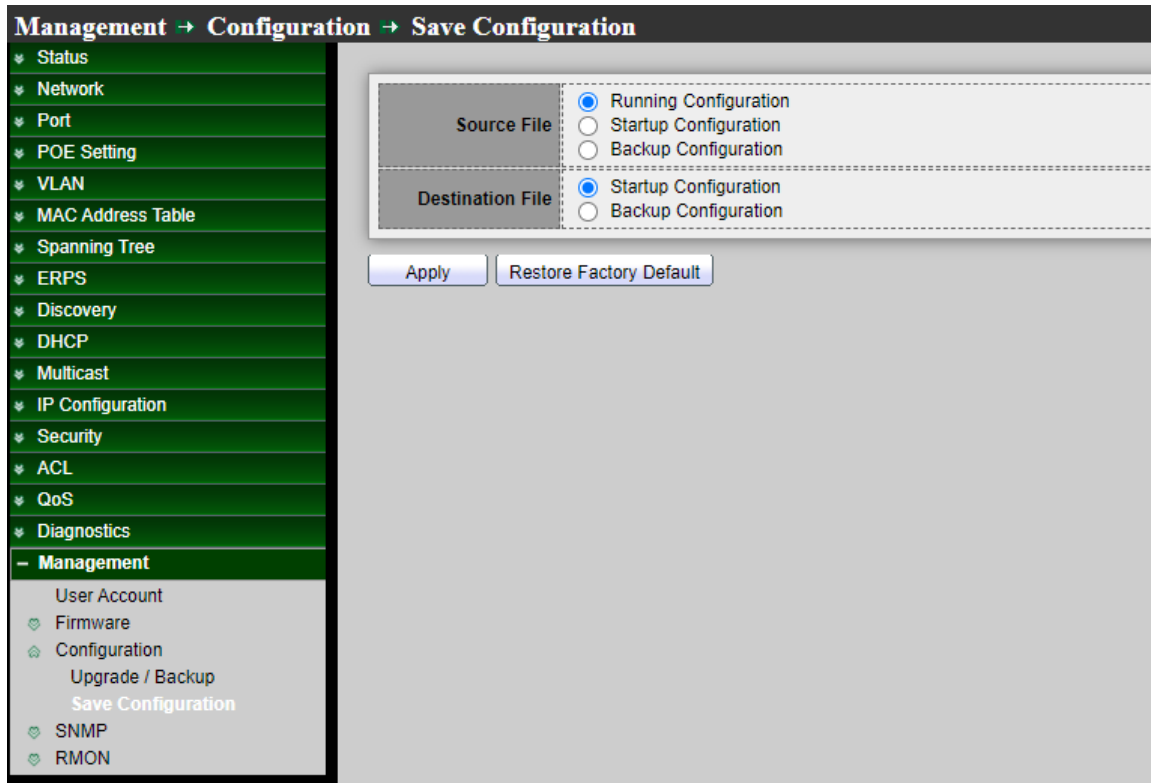 Management → Configuration → Save Configuration
Status
Network
Port
POE Setting
VLAN
MAC Address Table
Spanning Tree
ERPS
Discovery
DHCP
Multicast
IP Configuration
Security
ACL
QoS
Diagnostics
Management
User Account
Firmware
Configuration
Upgrade / Backup
Save Configuration
SNMP
RMON
Source File
Running Configuration
Startup Configuration
Backup Configuration
Destination File
Startup Configuration
Backup Configuration
Apply
Restore Factory Default